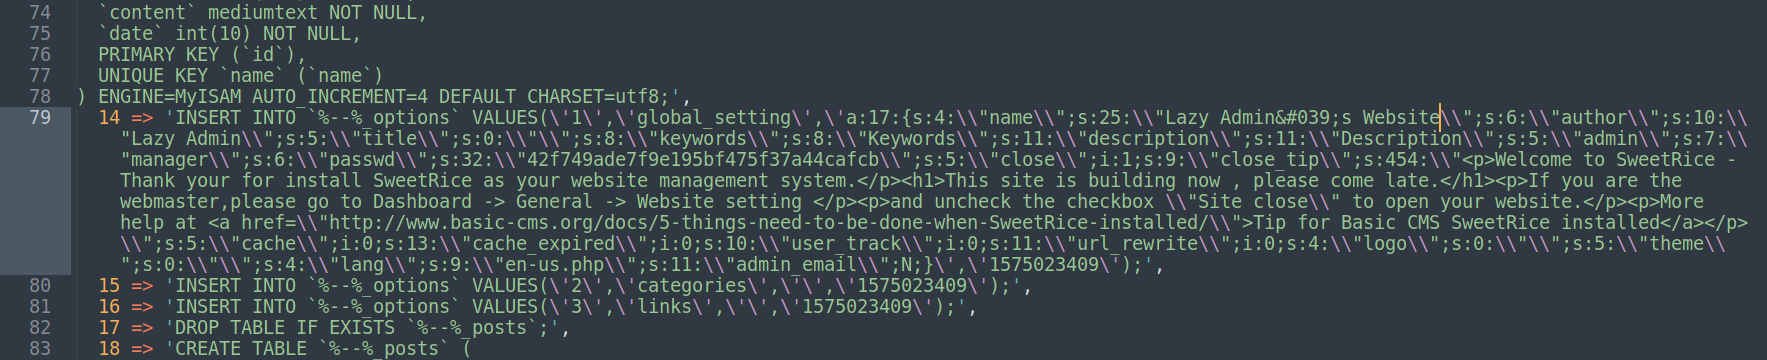 74 `content` mediumtext NOT NULL,
75 `date` int(10) NOT NULL,
76 PRIMARY KEY (`id`),
77 UNIQUE KEY `name` (`name`)
78 ) ENGINE=MyISAM AUTO_INCREMENT=4 DEFAULT CHARSET=utf8;',
79 14 => 'INSERT INTO `%--%_options` VALUES(\'1\',\'global_setting\',\'a:17:{s:4:\\"name\\";s:25:\\"Lazy Admin&#039;s Website\\";s:6:\\"author\\";s:10:\\
"Lazy Admin\\";s:5:\\"title\\";s:0:\\"\\";s:8:\\"keywords\\";s:8:\\"Keywords\\";s:11:\\"description\\";s:11:\\"Description\\";s:5:\\"admin\\";s:7:\\
"manager\\";s:6:\\"passwd\\";s:32:\\"42f749ade7f9e195bf475f37a44cafcb\\";s:5:\\"close\\";i:1;s:9:\\"close_tip\\";s:454:\\"<p>Welcome to SweetRice -
Thank your for install SweetRice as your website management system.</p><h1>This site is building now , please come late.</h1><p>If you are the
webmaster,please go to Dashboard -> General -> Website setting </p><p>and uncheck the checkbox \\"Site close\\" to open your website.</p><p>More
help at <a href=\\"http://www.basic-cms.org/docs/5-things-need-to-be-done-when-SweetRice-installed/\\">Tip for Basic CMS SweetRice installed</a></p>
\\";s:5:\\"cache\\";i:0;s:13:\\"cache_expired\\";i:0;s:10:\\"user_track\\";i:0;s:11:\\"url_rewrite\\";i:0;s:4:\\"logo\\";s:0:\\"\\";s:5:\\"theme\\
";s:0:\\"\\";s:4:\\"lang\\";s:9:\\"en-us.php\\";s:11:\\"admin_email\\";N;}\',\'1575023409\');',
80 15 => 'INSERT INTO `%--%_options` VALUES(\'2\',\'categories\',\'\',\'1575023409\');',
81 16 => 'INSERT INTO `%--%_options` VALUES(\'3\',\'links\',\'\',\'1575023409\');',
82 17 => 'DROP TABLE IF EXISTS `%--%_posts`;',
83 18 => 'CREATE TABLE `%--%_posts` (